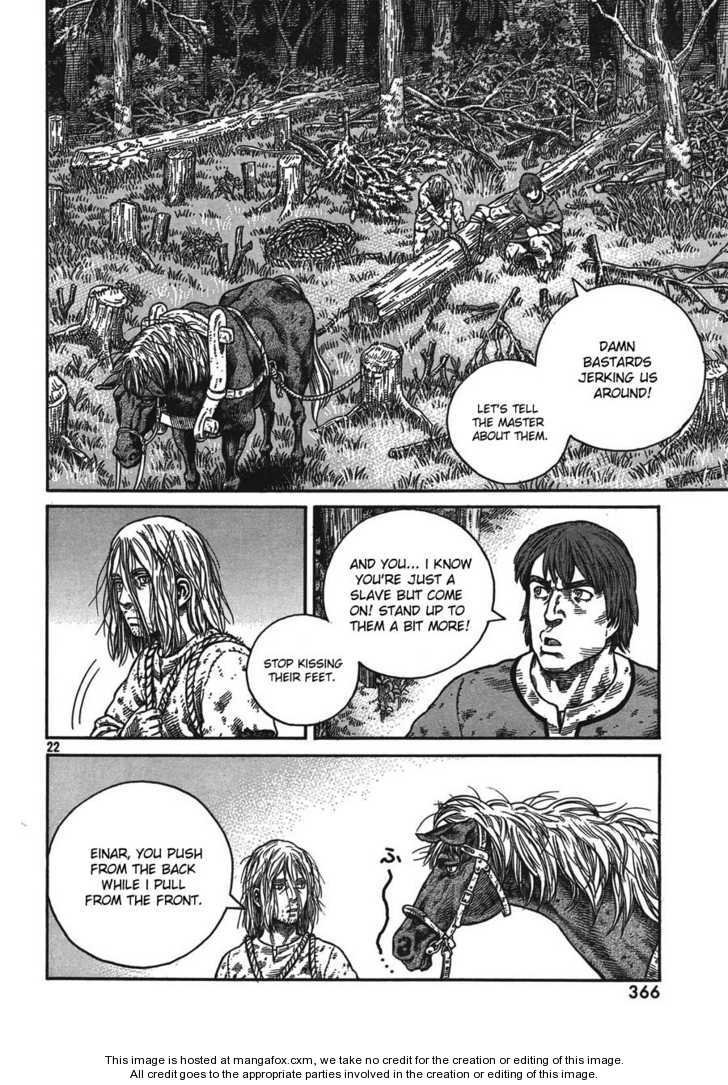 DAMN
BASTARDS
JERKING US
AROUND!
LET'S TELL
THE MASTER
ABOUT THEM.
AND YOU... I KNOW
YOU'RE JUST A
SLAVE BUT COME
ON! STAND UP TO
THEM A BIT MORE!
STOP KISSING
THEIR FEET.
22
EINAR, YOU PUSH
FROM THE BACK
WHILE I PULL
FROM THE FRONT.
ふ
366
This image is hosted at mangafox.cxm, we take no credit for the creation or editing of this image.
All credit goes to the appropriate parties involved in the creation or editing of this image.